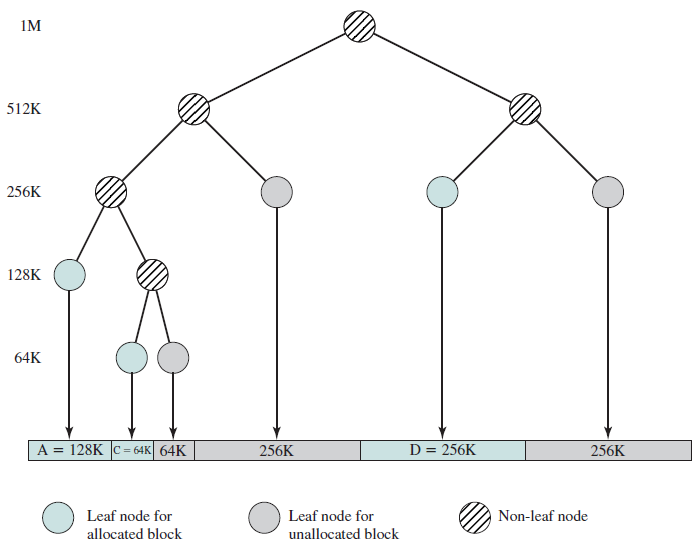 1M
512K
256K
128K
64K
A = 128K C = 64K 64K 256K D = 256K 256K
Leaf node for
allocated block
Leaf node for
unallocated block
Non-leaf node